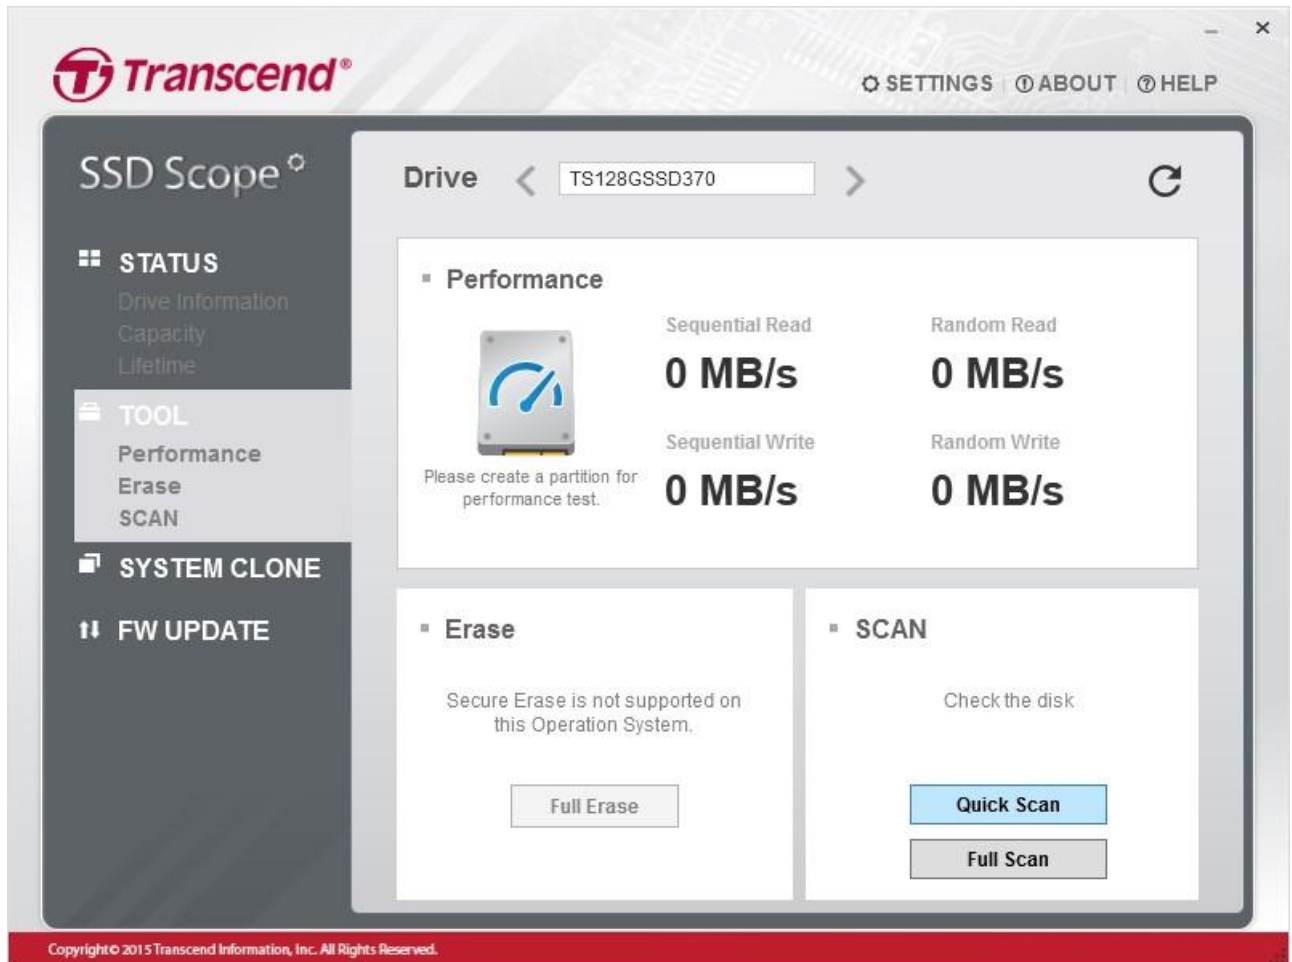 Transcend®
SETTINGS
ABOUT
HELP
SSD Scope
Drive
TS128GSSD370
STATUS
Drive Information
Capacity
Lifetime
TOOL
Performance
Erase
SCAN
SYSTEM CLONE
FW UPDATE
Performance
Please create a partition for
performance test.
Sequential Read
0 MB/s
Random Read
0 MB/s
Sequential Write
0 MB/s
Random Write
0 MB/s
Erase
Secure Erase is not supported on
this Operation System.
Full Erase
SCAN
Check the disk
Quick Scan
Full Scan
Copyright© 2015 Transcend Information, Inc. All Rights Reserved.